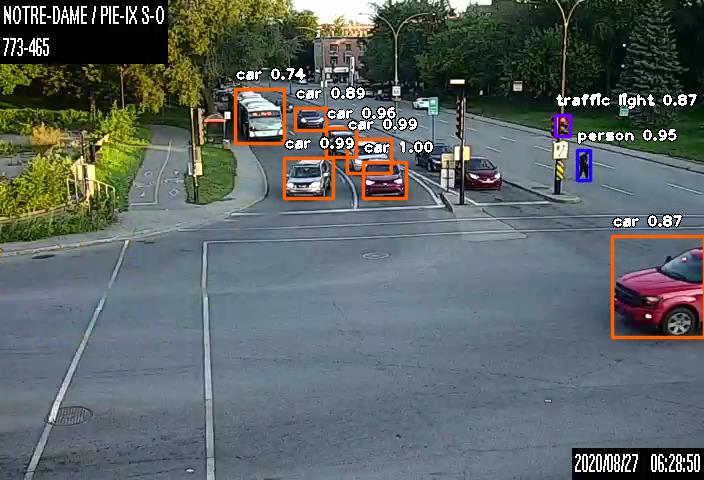 NOTRE-DAME / PIE-IX S-O
773-465
car 0.74
car 0.89
car 0.96
car 0.99
car 0.99
car 1.00
traffic light 0.87
person 0.95
car 0.87
2020/08/27 06:28:50